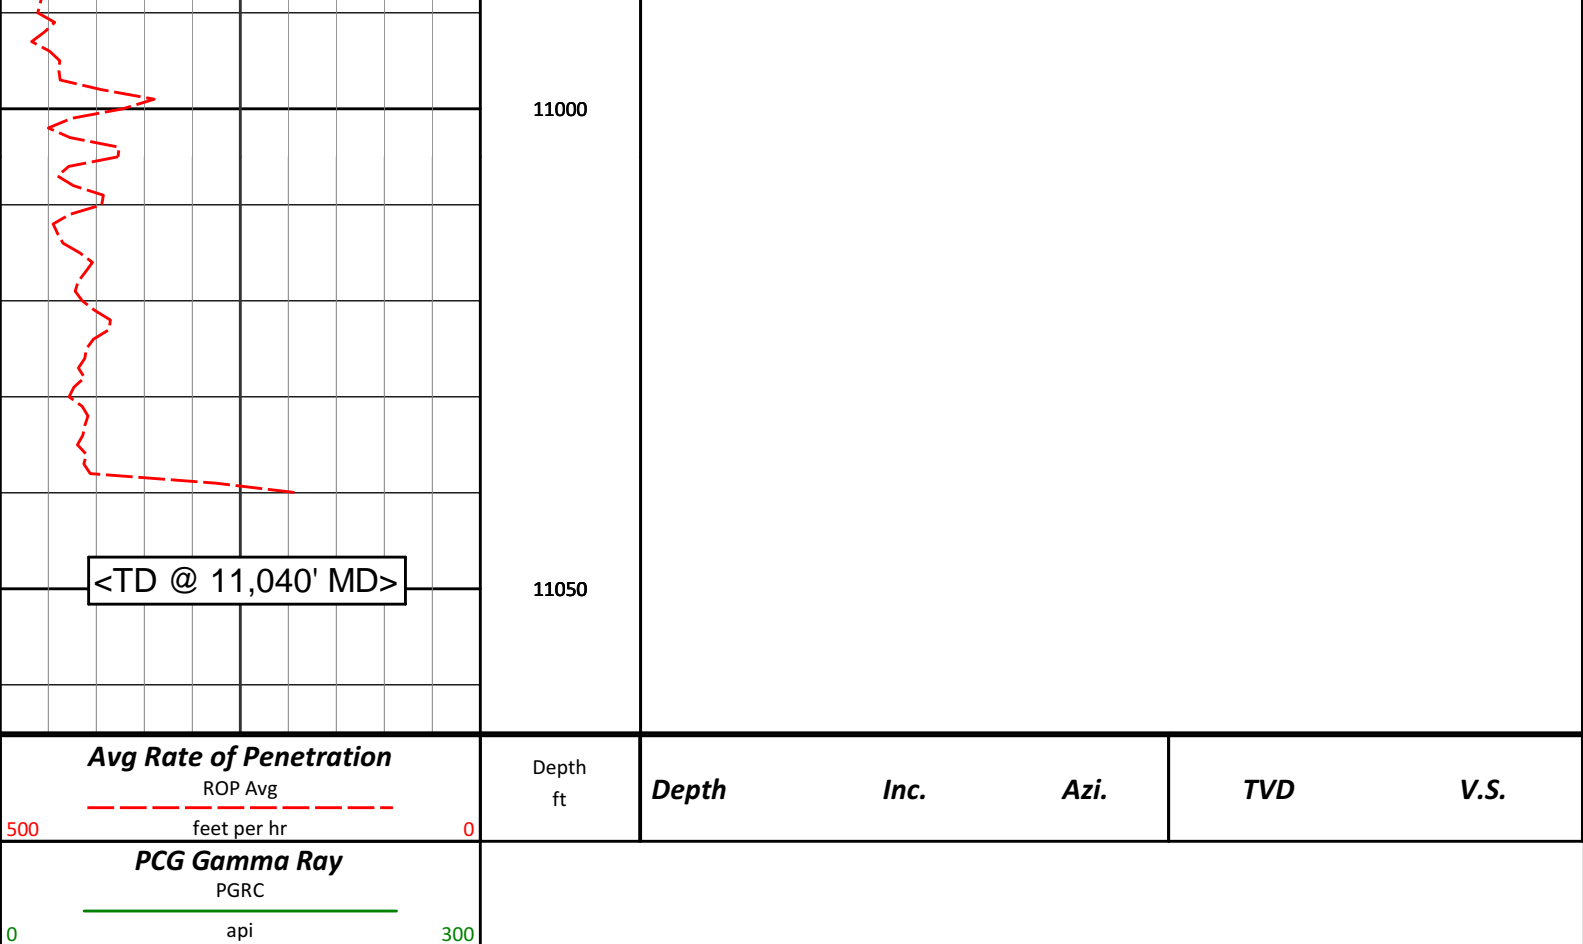 11000
<TD @ 11,040' MD>
11050
Avg Rate of Penetration
ROP Avg
500 feet per hr 0
Depth
ft
Depth Inc. Azi. TVD V.S.
PCG Gamma Ray
PGRC
0 api 300